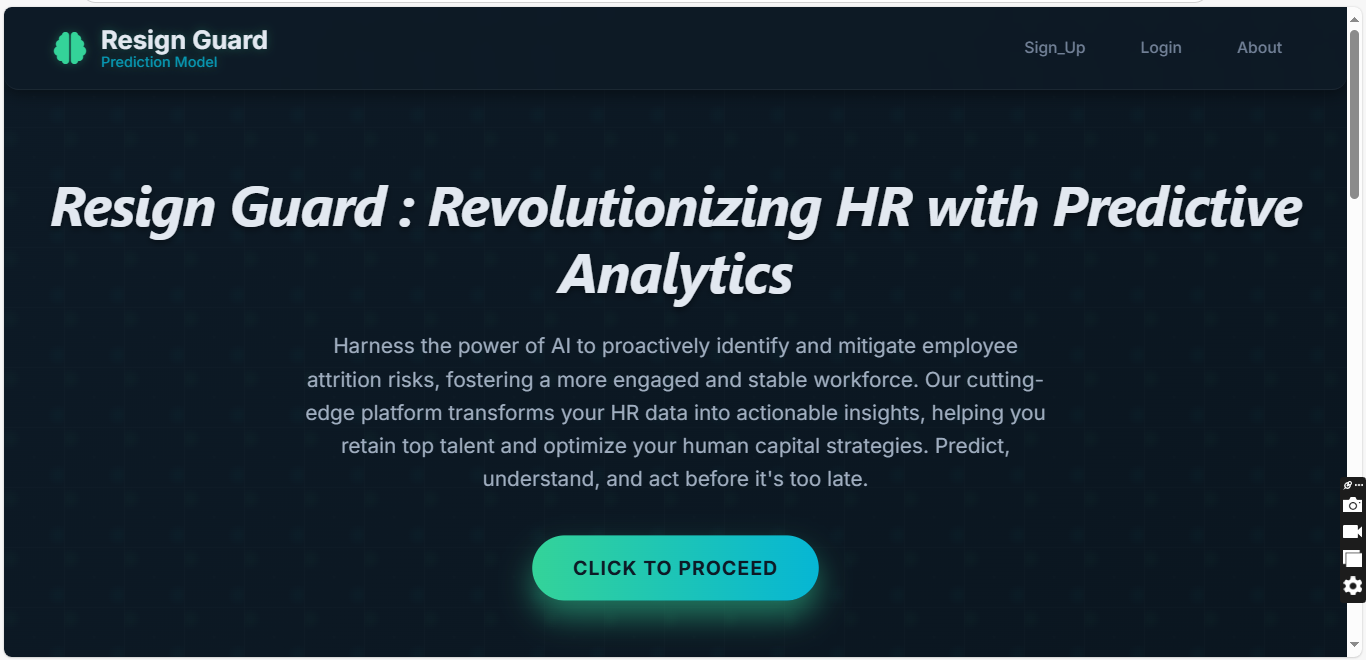 Resign Guard
Prediction Model
Sign_Up
Login
About
Resign Guard : Revolutionizing HR with Predictive
Analytics
Harness the power of AI to proactively identify and mitigate employee
attrition risks, fostering a more engaged and stable workforce. Our cutting-
edge platform transforms your HR data into actionable insights, helping you
retain top talent and optimize your human capital strategies. Predict,
understand, and act before it's too late.
CLICK TO PROCEED